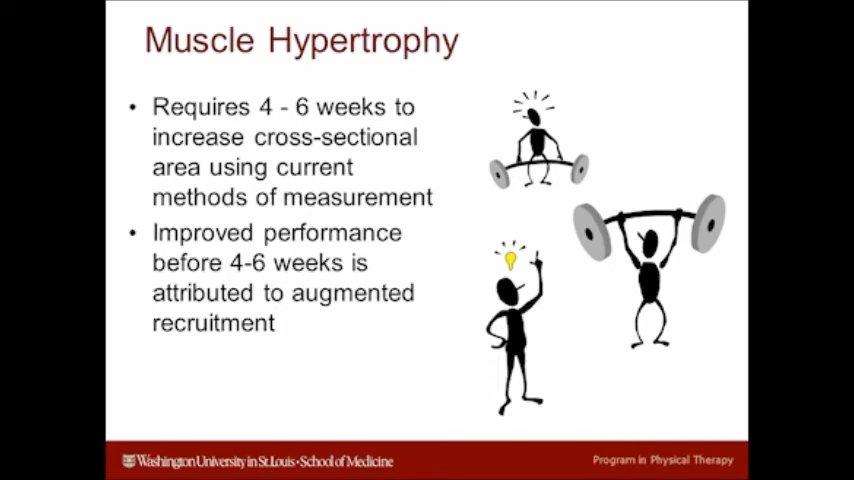 Muscle Hypertrophy
• Requires 4 - 6 weeks to
increase cross-sectional
area using current
methods of measurement
• Improved performance
before 4-6 weeks is
attributed to augmented
recruitment
Washington University in St. Louis • School of Medicine
Program in Physical Therapy